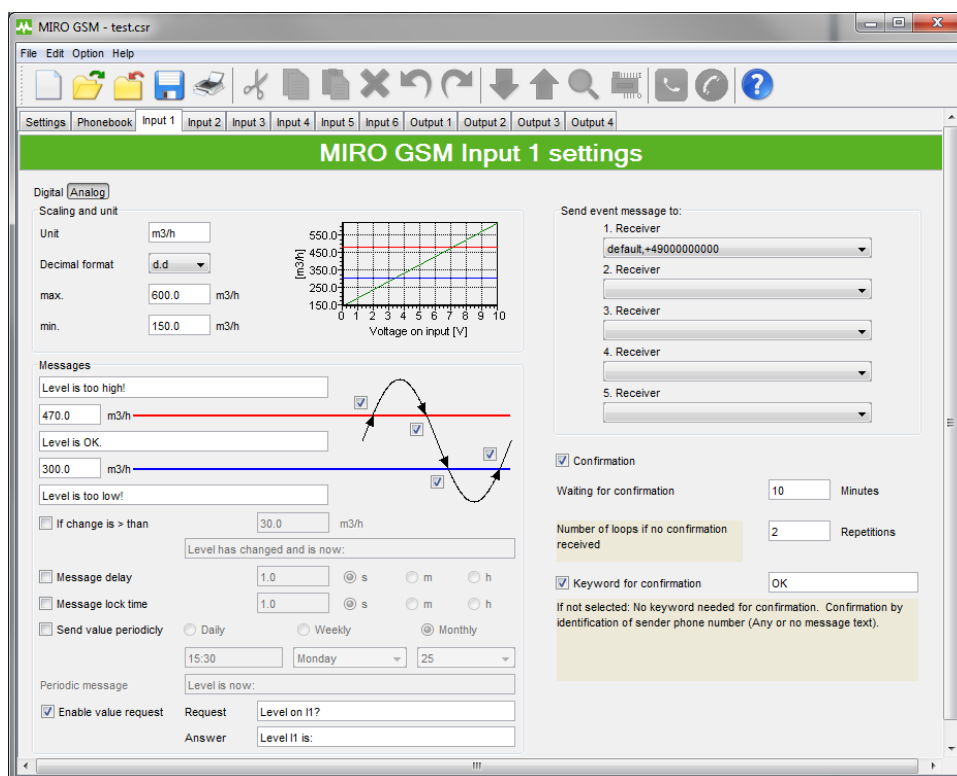 MIRO GSM - test.csr
File Edit Option Help
Settings Phonebook Input 1 Input 2 Input 3 Input 4 Input 5 Input 6 Output 1 Output 2 Output 3 Output 4
MIRO GSM Input 1 settings
Digital Analog
Scaling and unit
Unit m3/h
Decimal format d.d
max. 600.0 m3/h
min. 150.0 m3/h
[m3/h]
550.0
450.0
350.0
250.0
150.0
0 1 2 3 4 5 6 7 8 9 10
Voltage on input [V]
Messages
Level is too high!
470.0 m3/h
Level is OK.
300.0 m3/h
Level is too low!
If change is > than 30.0 m3/h
Level has changed and is now:
Message delay 1.0 s m h
Message lock time 1.0 s m h
Send value periodicly Daily Weekly Monthly
15:30 Monday 25
Periodic message Level is now:
Enable value request Request Level on I1?
Answer Level I1 is:
Send event message to:
1. Receiver
default,+49000000000
2. Receiver
3. Receiver
4. Receiver
5. Receiver
Confirmation
Waiting for confirmation 10 Minutes
Number of loops if no confirmation
received
2 Repetitions
Keyword for confirmation OK
If not selected: No keyword needed for confirmation. Confirmation by
identification of sender phone number (Any or no message text).